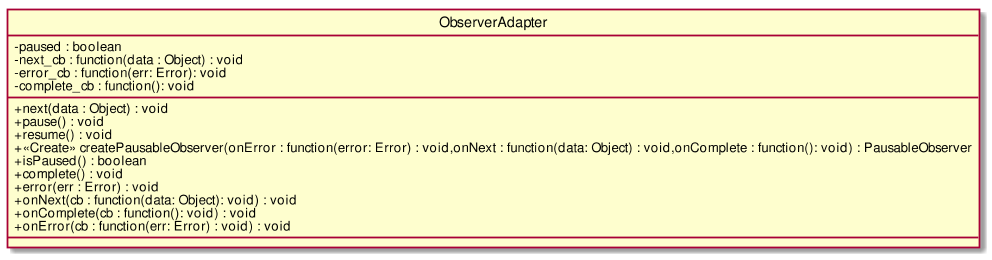 ObserverAdapter
-paused : boolean
-next_cb : function(data : Object) : void
-error_cb : function(err: Error): void
-complete_cb : function(): void
+next(data : Object) : void
+pause() : void
+resume() : void
+«Create» createPausableObserver(onError : function(error: Error) : void,onNext : function(data: Object) : void,onComplete : function(): void) : PausableObserver
+isPaused() : boolean
+complete() : void
+error(err : Error) : void
+onNext(cb : function(data: Object): void) : void
+onComplete(cb : function(): void) : void
+onError(cb : function(err: Error) : void) : void